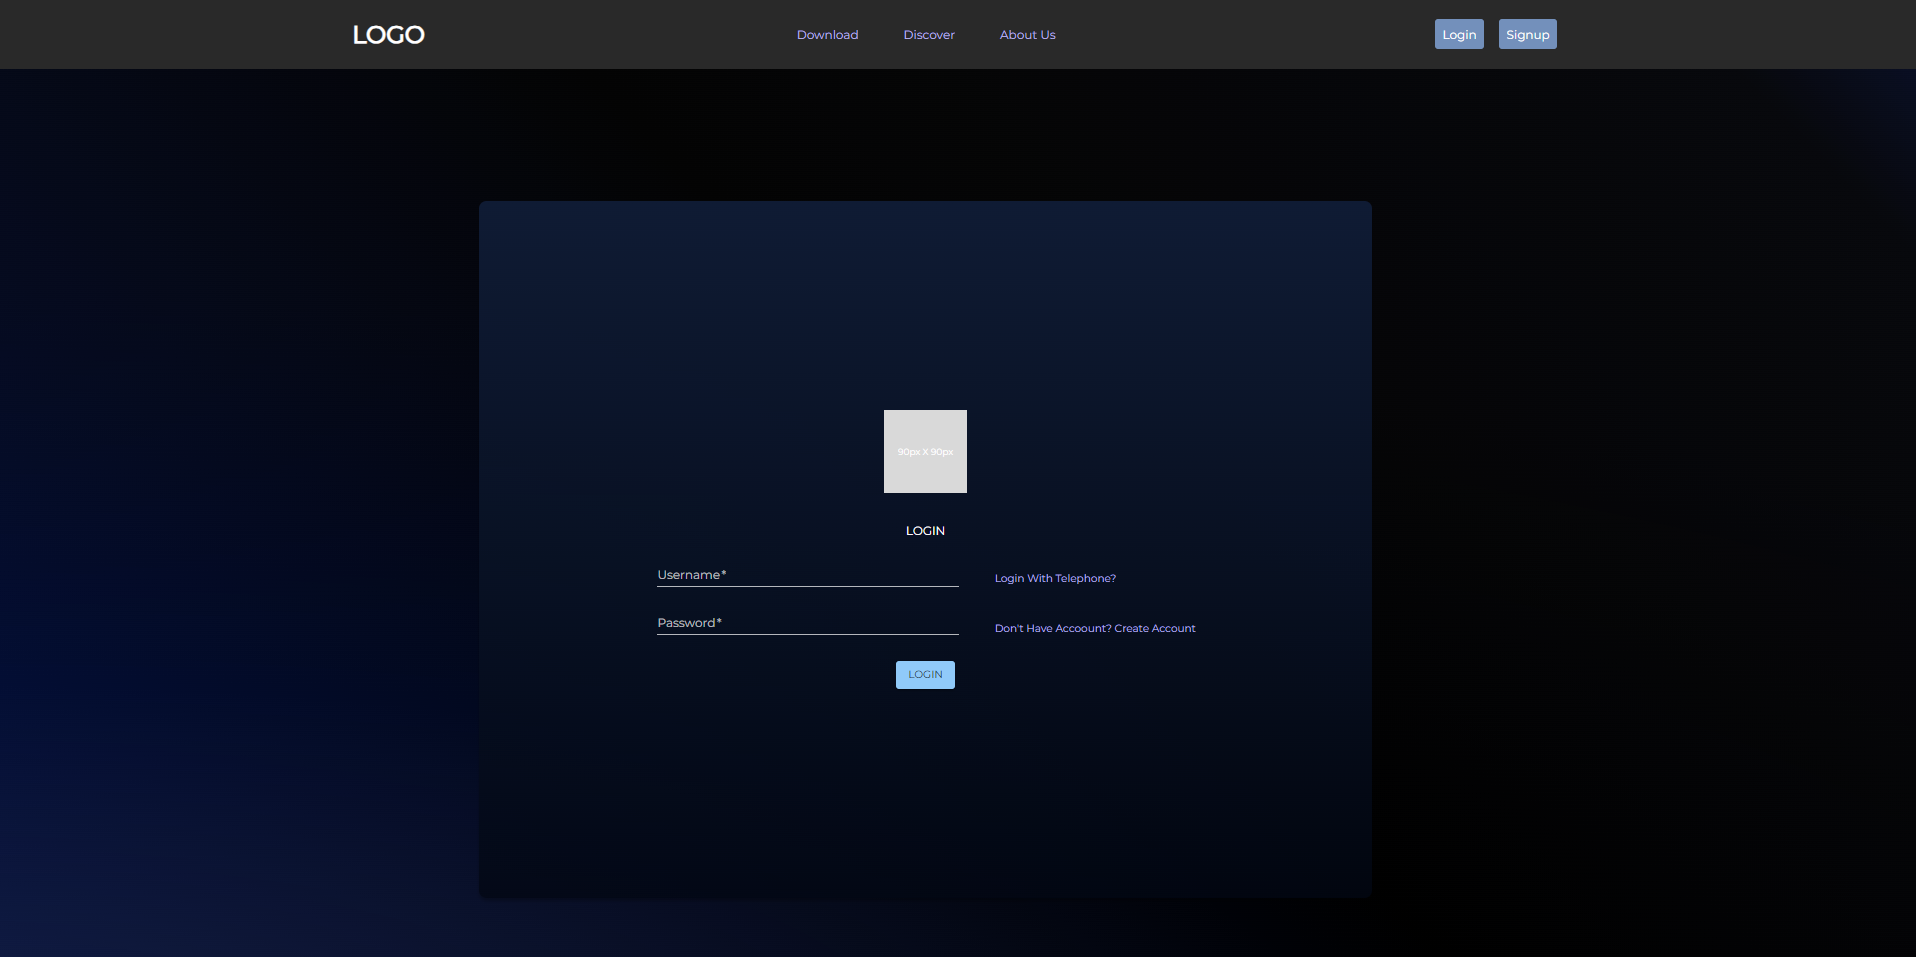 LOGO
Download Discover About Us
Login Signup
90px X 90px
LOGIN
Username*
Login With Telephone?
Password*
Don't Have Accoount? Create Account
LOGIN